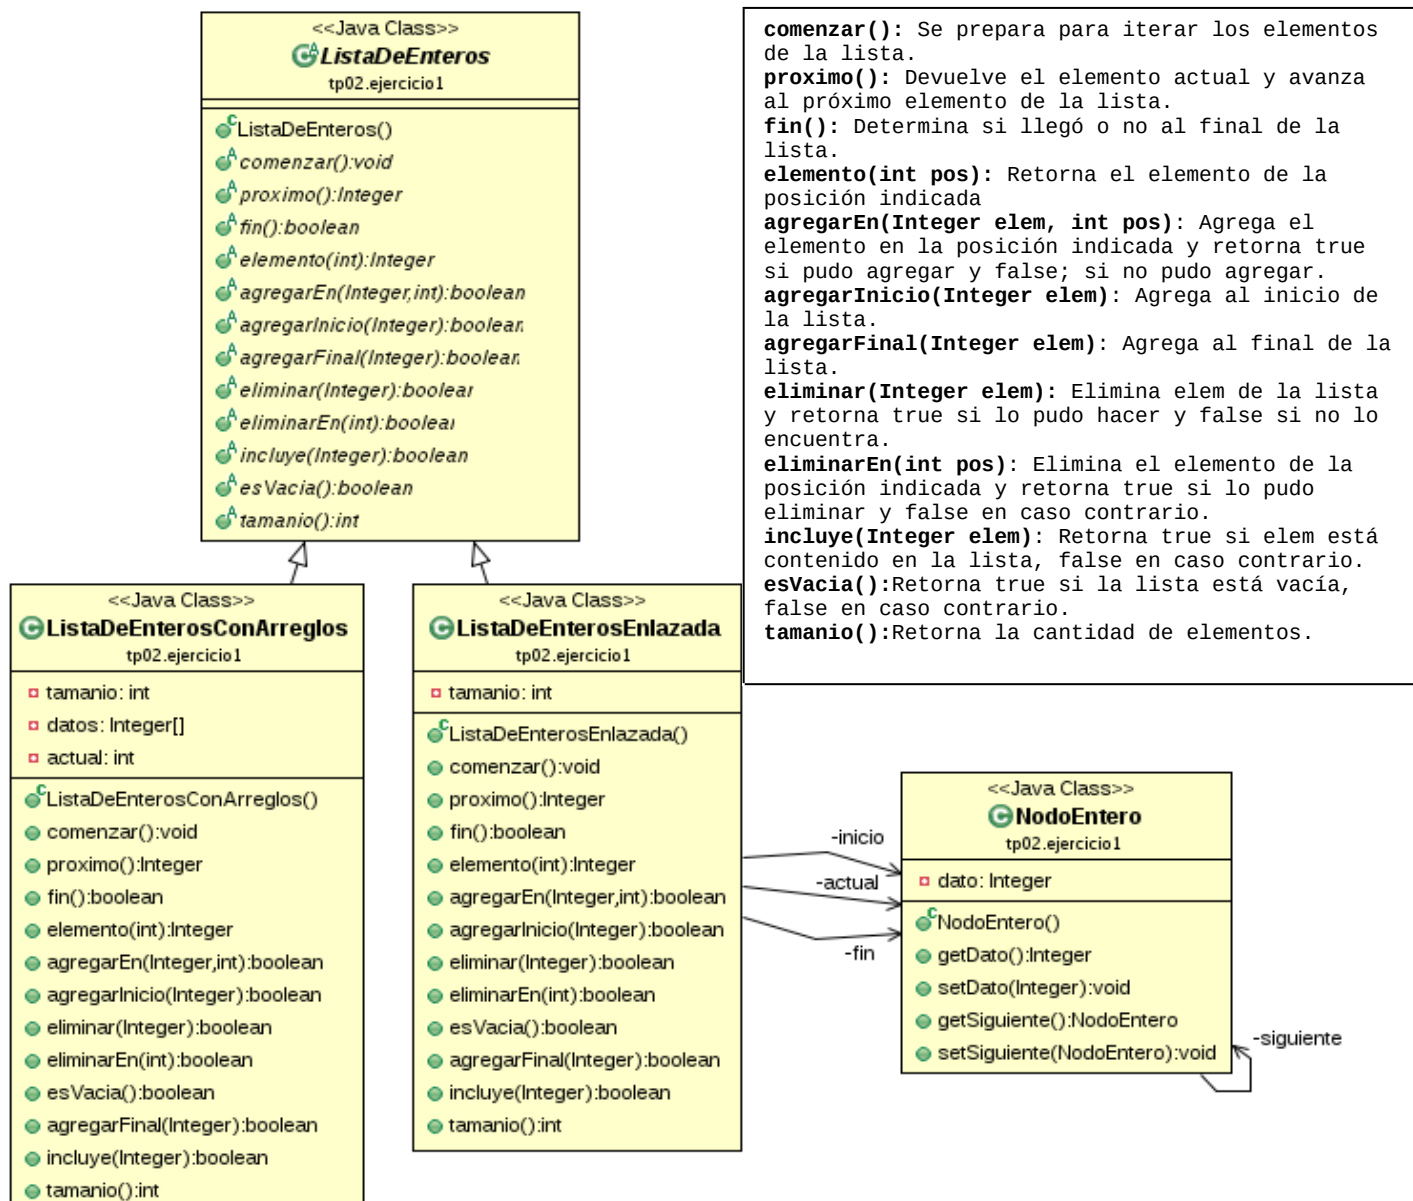 <<Java Class>>
ListaDeEnteros
tp02.ejercicio1
ListaDeEnteros()
comenzar():void
proximo():Integer
fin():boolean
elemento(int):Integer
agregarEn(Integer,int):boolean
agregarInicio(Integer):boolean
agregarFinal(Integer):boolean
eliminar(Integer):boolean
eliminarEn(int):boolean
incluye(Integer):boolean
esVacia():boolean
tamanio():int
comenzar(): Se prepara para iterar los elementos
de la lista.
proximo(): Devuelve el elemento actual y avanza
al próximo elemento de la lista.
fin(): Determina si llegó o no al final de la
lista.
elemento(int pos): Retorna el elemento de la
posición indicada
agregarEn(Integer elem, int pos): Agrega el
elemento en la posición indicada y retorna true
si pudo agregar y false; si no pudo agregar.
agregarInicio(Integer elem): Agrega al inicio de
la lista.
agregarFinal(Integer elem): Agrega al final de la
lista.
eliminar(Integer elem): Elimina elem de la lista
y retorna true si lo pudo hacer y false si no lo
encuentra.
eliminarEn(int pos): Elimina el elemento de la
posición indicada y retorna true si lo pudo
eliminar y false en caso contrario.
incluye(Integer elem): Retorna true si elem está
contenido en la lista, false en caso contrario.
esVacia():Retorna true si la lista está vacía,
false en caso contrario.
tamanio():Retorna la cantidad de elementos.
<<Java Class>>
ListaDeEnterosConArreglos
tp02.ejercicio1
tamanio: int
datos: Integer[]
actual: int
ListaDeEnterosConArreglos()
comenzar():void
proximo():Integer
fin():boolean
elemento(int):Integer
agregarEn(Integer,int):boolean
agregarInicio(Integer):boolean
eliminar(Integer):boolean
eliminarEn(int):boolean
esVacia():boolean
agregarFinal(Integer):boolean
incluye(Integer):boolean
tamanio():int
<<Java Class>>
ListaDeEnterosEnlazada
tp02.ejercicio1
tamanio: int
ListaDeEnterosEnlazada()
comenzar():void
proximo():Integer
fin():boolean
elemento(int):Integer
agregarEn(Integer,int):boolean
agregarInicio(Integer):boolean
eliminar(Integer):boolean
eliminarEn(int):boolean
esVacia():boolean
agregarFinal(Integer):boolean
incluye(Integer):boolean
tamanio():int
-inicio
-actual
-fin
<<Java Class>>
NodoEntero
tp02.ejercicio1
dato: Integer
NodoEntero()
getDato():Integer
setDato(Integer):void
getSiguiente():NodoEntero
setSiguiente(NodoEntero):void
-siguiente